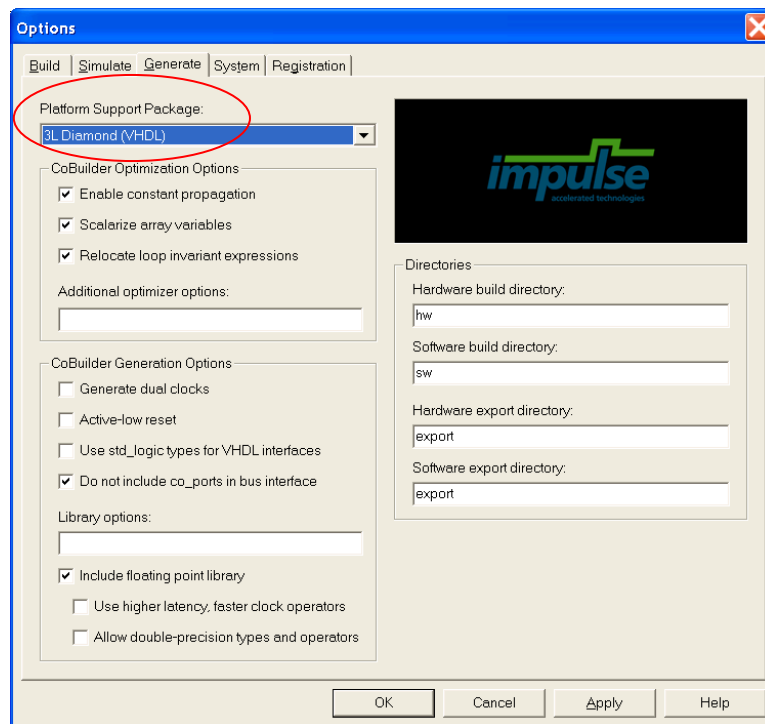 Options
Build
Simulate
Generate
System
Registration
Platform Support Package:
3L Diamond (VHDL)
CoBuilder Optimization Options
Enable constant propagation
Scalarize array variables
Relocate loop invariant expressions
Additional optimizer options:
CoBuilder Generation Options
Generate dual clocks
Active-low reset
Use std_logic types for VHDL interfaces
Do not include co_ports in bus interface
Library options:
Include floating point library
Use higher latency, faster clock operators
Allow double-precision types and operators
impulse
accelerated technologies
Directories
Hardware build directory:
hw
Software build directory:
sw
Hardware export directory:
export
Software export directory:
export
OK
Cancel
Apply
Help